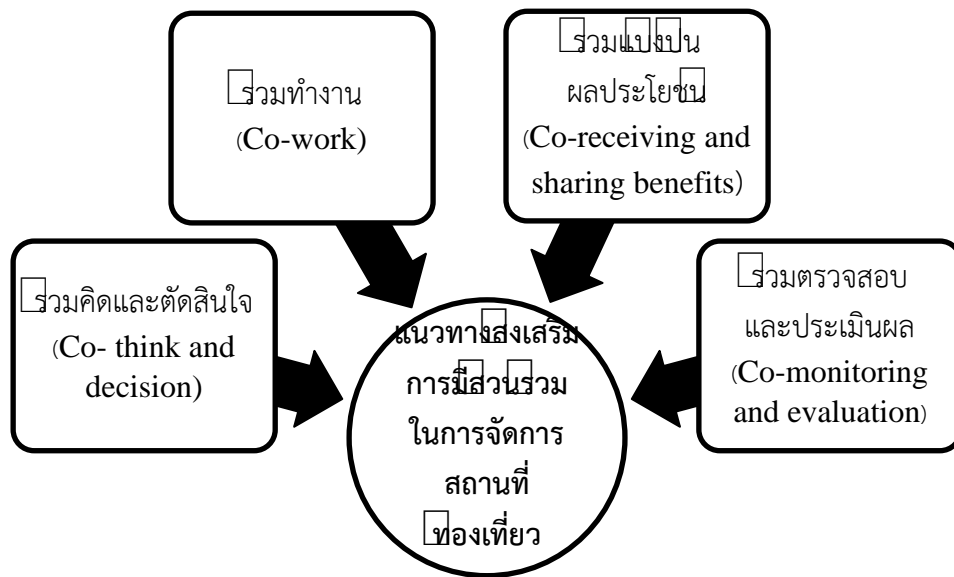 รวมคิดและตัดสินใจ
(Co- think and
decision)
รวมทำงาน
(Co-work)
รวมแบงปน
ผลประโยชน
(Co-receiving and
sharing benefits)
รวมตรวจสอบ
และประเมินผล
(Co-monitoring
and evaluation)
แนวทางสงเสริม
การมีสวนรวม
ในการจัดการ
สถานที่
ทองเที่ยว